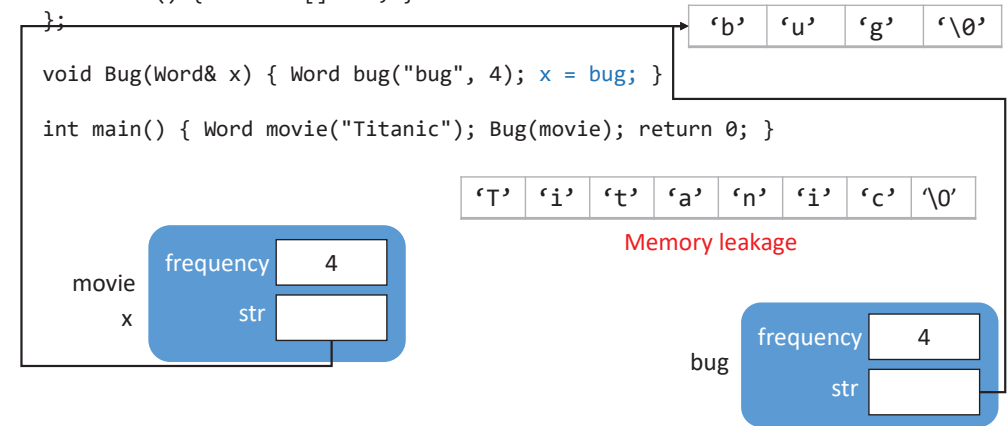 };
‘b’ ‘u’ ‘g’ ‘\0’
void Bug(Word& x) { Word bug("bug", 4); x = bug; }
int main() { Word movie("Titanic"); Bug(movie); return 0; }
‘T’ ‘i’ ‘t’ ‘a’ ‘n’ ‘i’ ‘c’ ‘\0’
Memory leakage
frequency 4
movie
x str
frequency 4
bug
str